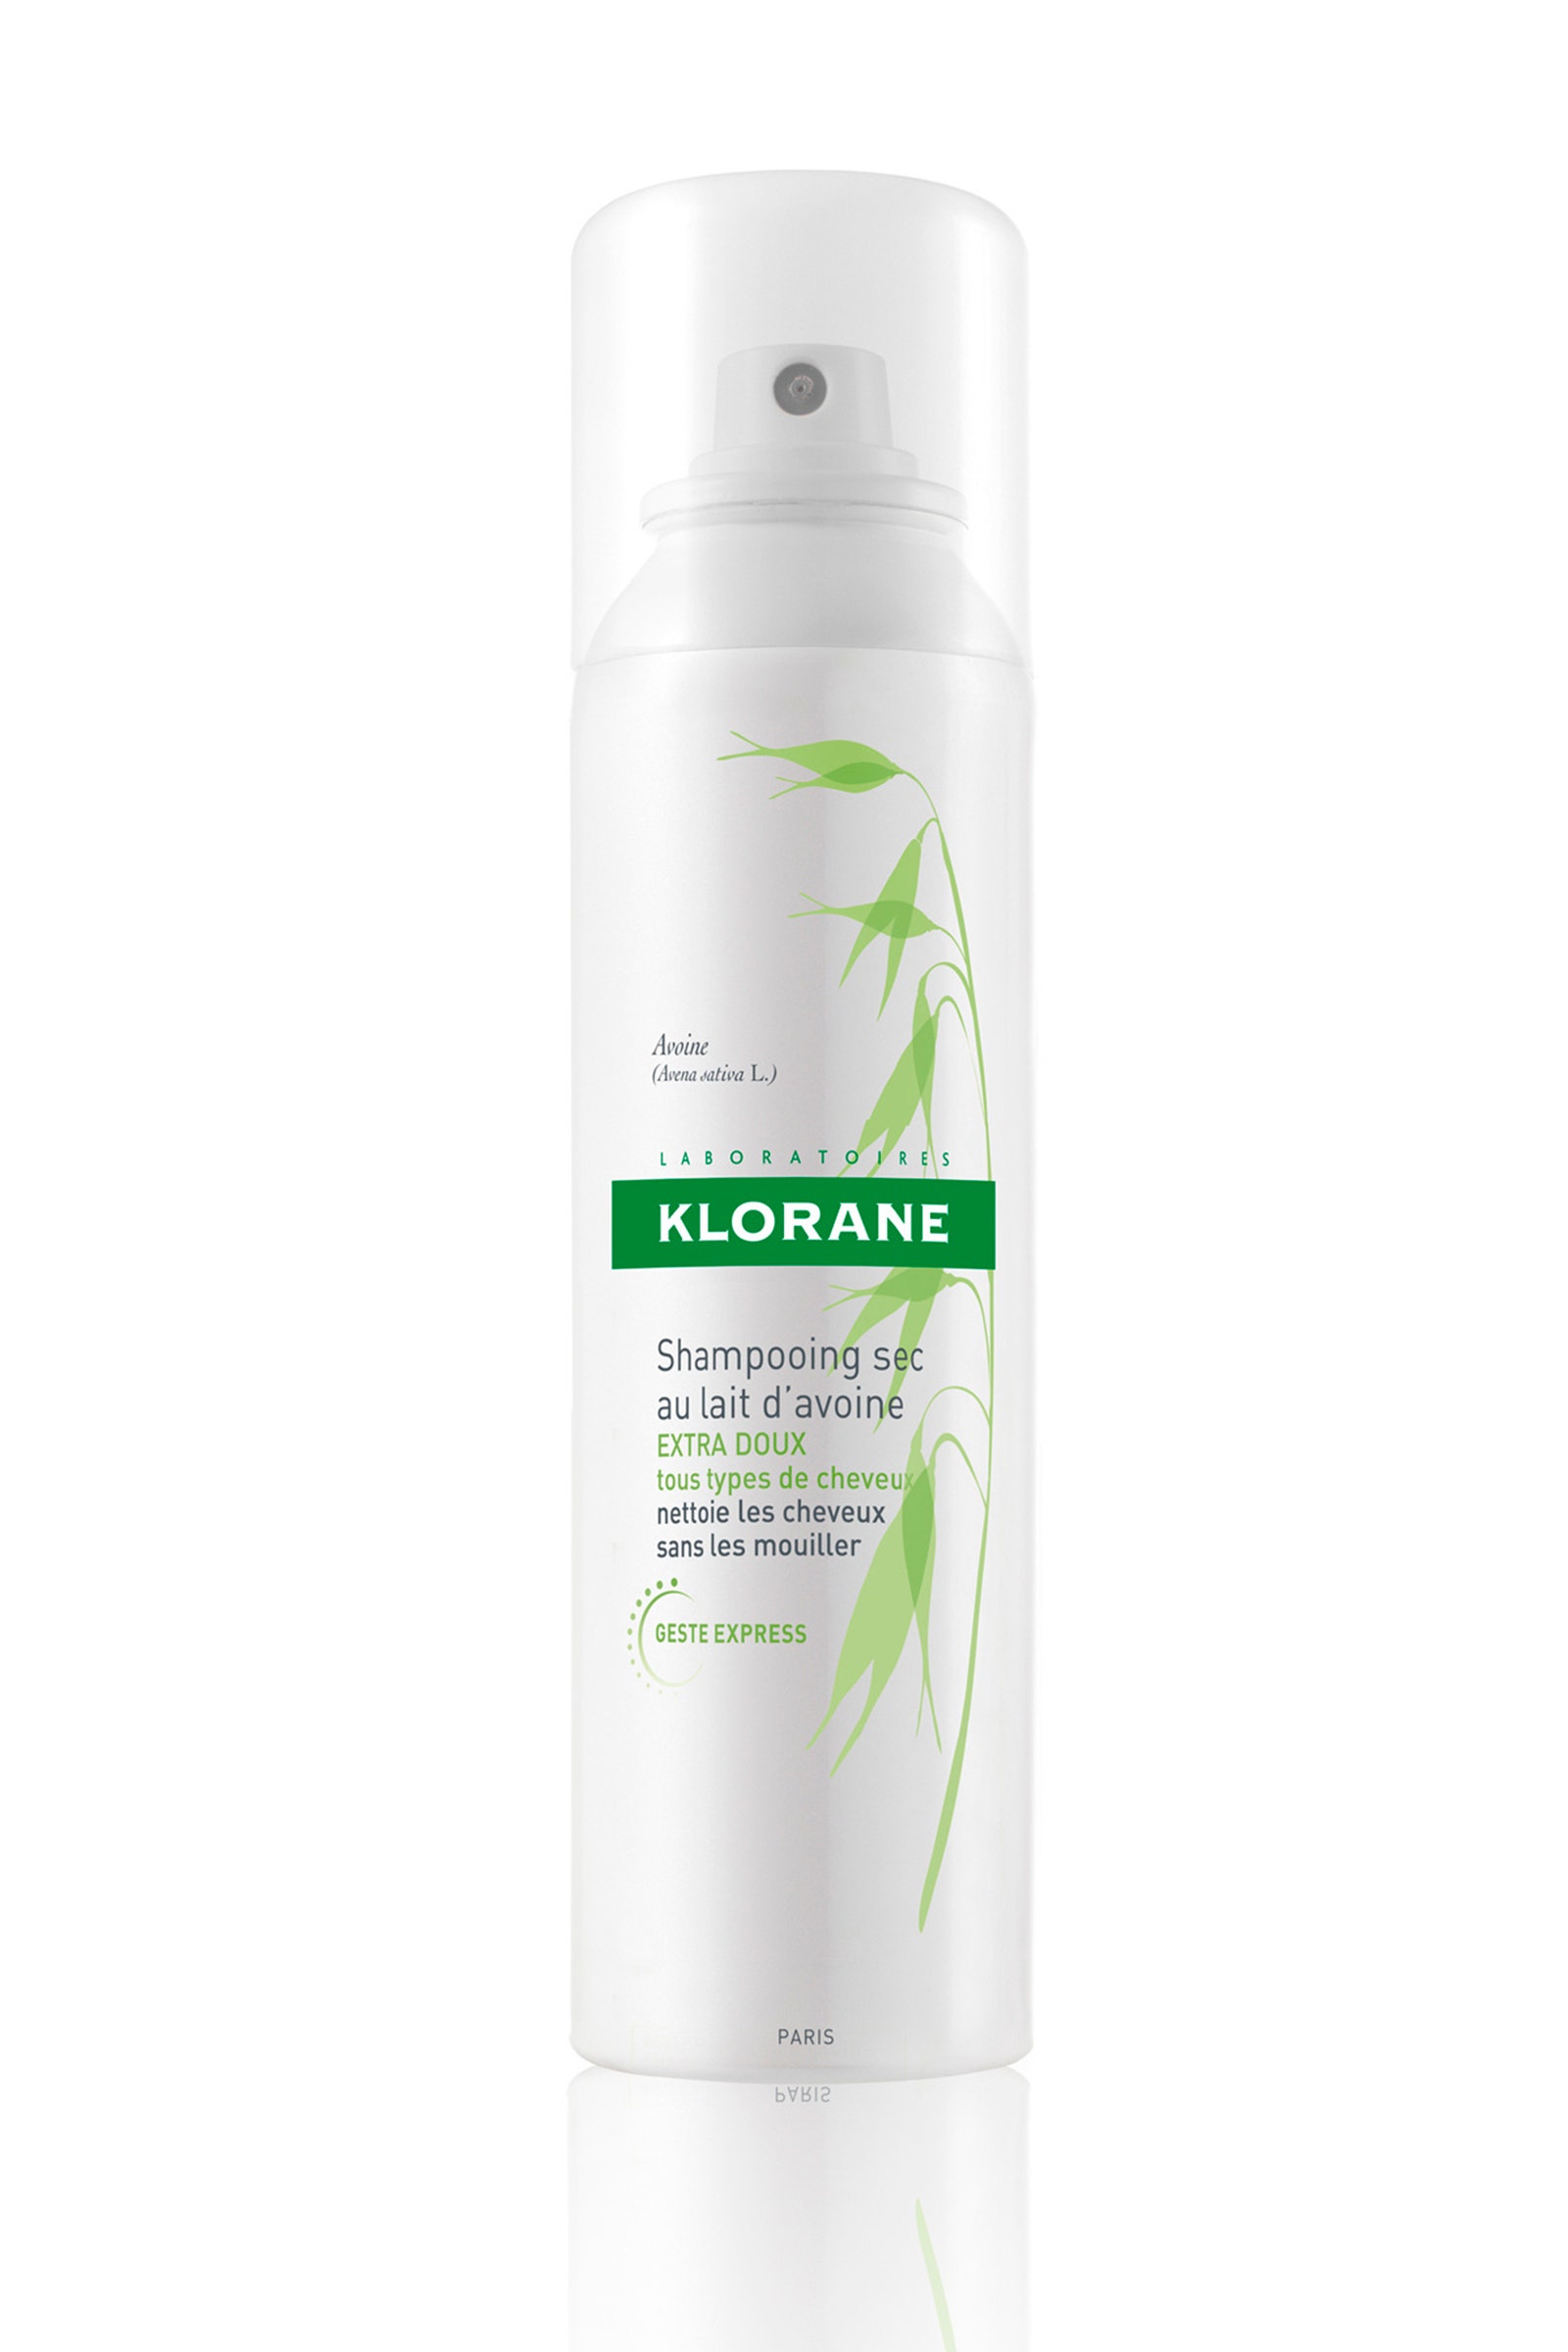 Avoine
(Avena sativa L.)
LABORATOIRES
KLORANE
Shampooing sec
au lait d'avoine
EXTRA DOUX
tous types de cheveux
nettoie les cheveux
sans les mouiller
GESTE EXPRESS
PARIS